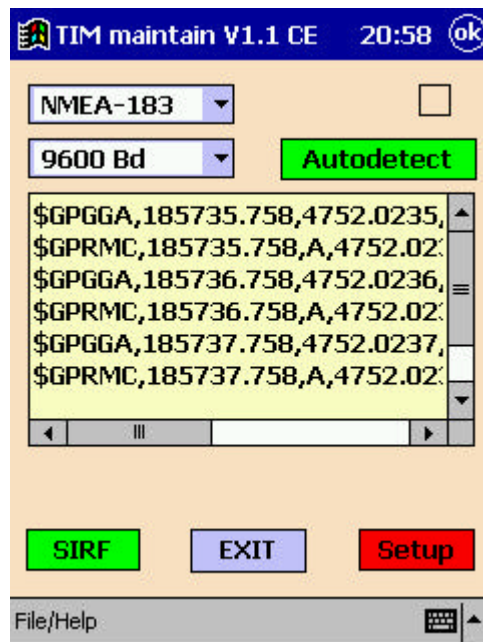 TIM maintain V1.1 CE 20:58 ok
NMEA-183
9600 Bd Autodetect
$GPGGA,185735.758,4752.0235,
$GPRMC,185735.758,A,4752.02
$GPGGA,185736.758,4752.0236,
$GPRMC,185736.758,A,4752.02
$GPGGA,185737.758,4752.0237,
$GPRMC,185737.758,A,4752.02
SIRF EXIT Setup
File/Help